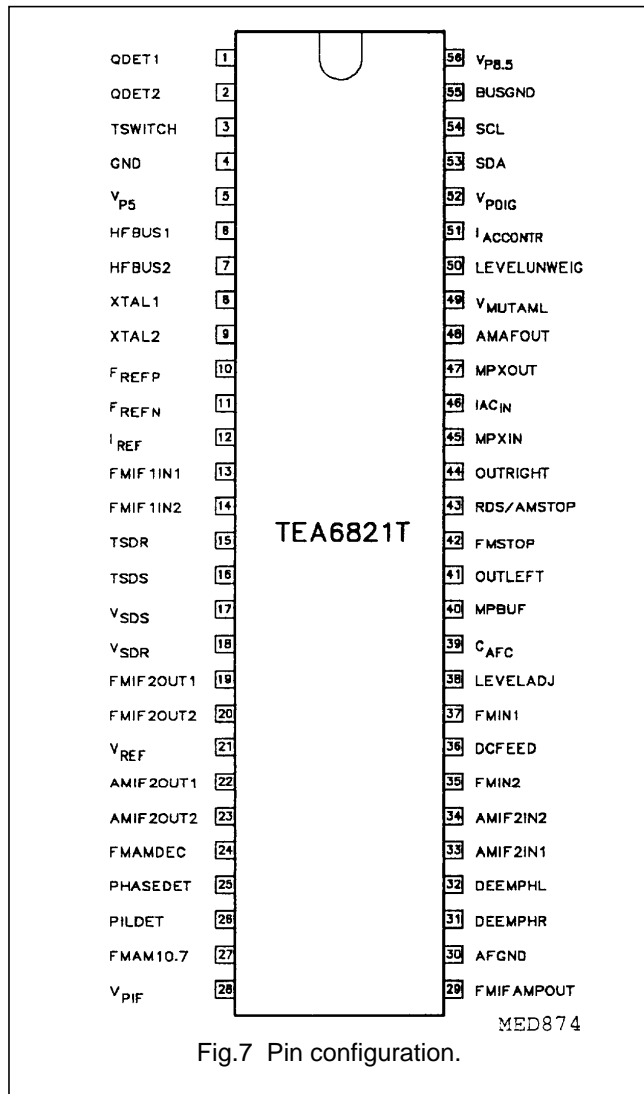 QDET1 1 56 VP8.5
QDET2 2 55 BUSGND
TSWITCH 3 54 SCL
GND 4 53 SDA
VP5 5 52 VPDIG
HFBUS1 6 51 IACCONTR
HFBUS2 7 50 LEVELUNWEIG
XTAL1 8 49 VMUTAML
XTAL2 9 48 AMAFOUT
FREFP 10 47 MPXOUT
FREFN 11 46 IACIN
IREF 12 45 MPXIN
FMIF1IN1 13 44 OUTRIGHT
FMIF1IN2 14 43 RDS/AMSTOP
TEA6821T
TSDR 15 42 FMSTOP
TSDS 16 41 OUTLEFT
VSDS 17 40 MPBUF
VSDR 18 39 CAFC
FMIF2OUT1 19 38 LEVELADJ
FMIF2OUT2 20 37 FMIN1
VREF 21 36 DCFEED
AMIF2OUT1 22 35 FMIN2
AMIF2OUT2 23 34 AMIF2IN2
FMAMDEC 24 33 AMIF2IN1
PHASEDET 25 32 DEEMPHL
PILDET 26 31 DEEMPHR
FMAM10.7 27 30 AFGND
VPIF 28 29 FMIFAMPOUT
MED874
Fig.7 Pin configuration.